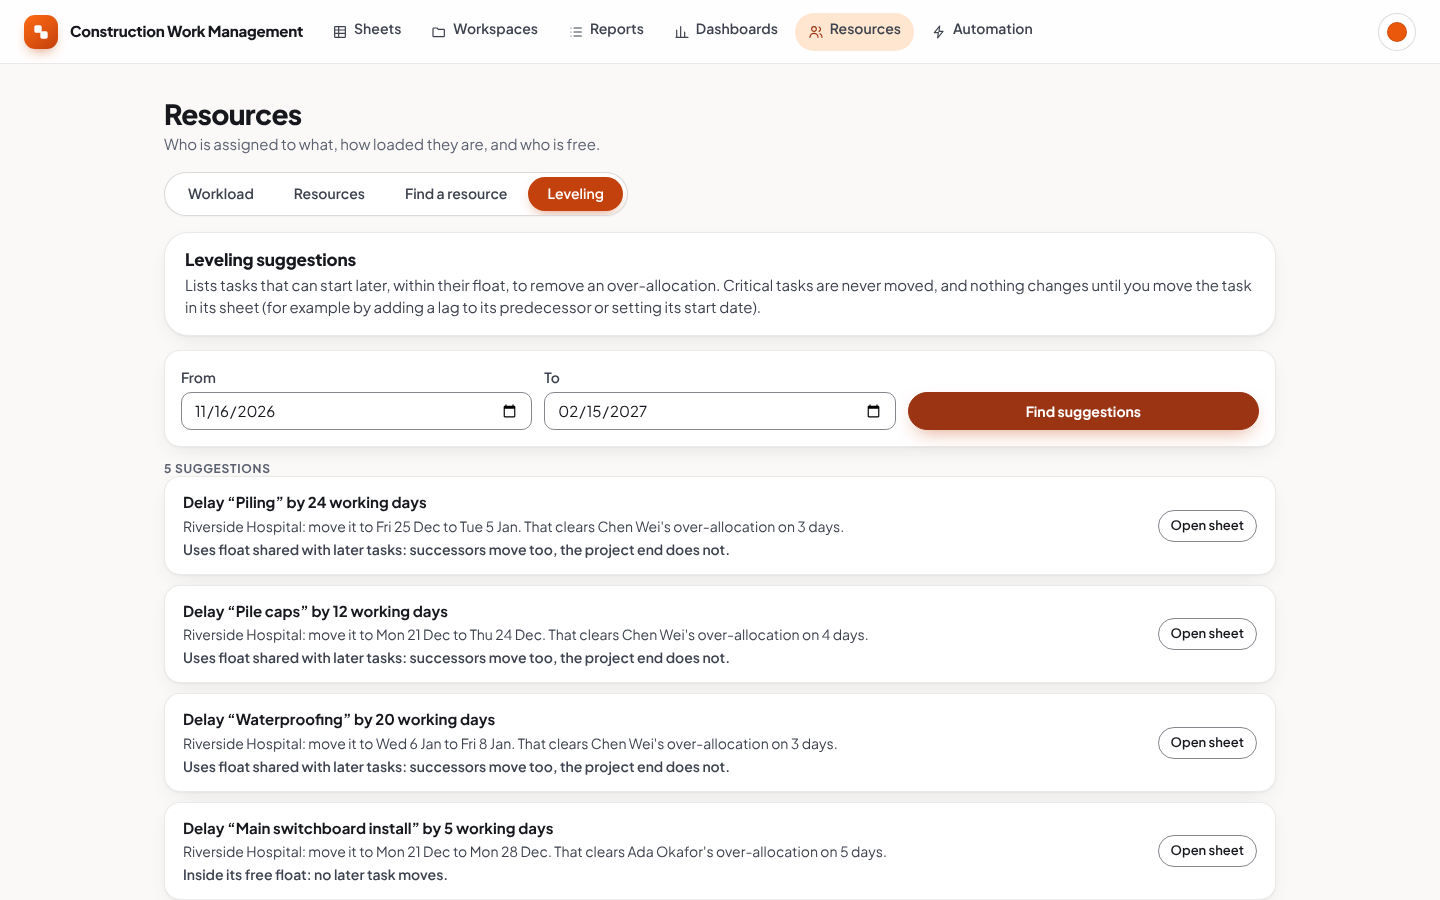 Construction Work Management
Sheets
Workspaces
Reports
Dashboards
Resources
Automation
Resources
Who is assigned to what, how loaded they are, and who is free.
Workload
Resources
Find a resource
Leveling
Leveling suggestions
Lists tasks that can start later, within their float, to remove an over-allocation. Critical tasks are never moved, and nothing changes until you move the task
in its sheet (for example by adding a lag to its predecessor or setting its start date).
From
To
11/16/2026
02/15/2027
Find suggestions
5 SUGGESTIONS
Delay “Piling” by 24 working days
Riverside Hospital: move it to Fri 25 Dec to Tue 5 Jan. That clears Chen Wei's over-allocation on 3 days.
Uses float shared with later tasks: successors move too, the project end does not.
Open sheet
Delay “Pile caps” by 12 working days
Riverside Hospital: move it to Mon 21 Dec to Thu 24 Dec. That clears Chen Wei's over-allocation on 4 days.
Uses float shared with later tasks: successors move too, the project end does not.
Open sheet
Delay “Waterproofing” by 20 working days
Riverside Hospital: move it to Wed 6 Jan to Fri 8 Jan. That clears Chen Wei's over-allocation on 3 days.
Uses float shared with later tasks: successors move too, the project end does not.
Open sheet
Delay “Main switchboard install” by 5 working days
Riverside Hospital: move it to Mon 21 Dec to Mon 28 Dec. That clears Ada Okafor's over-allocation on 5 days.
Inside its free float: no later task moves.
Open sheet